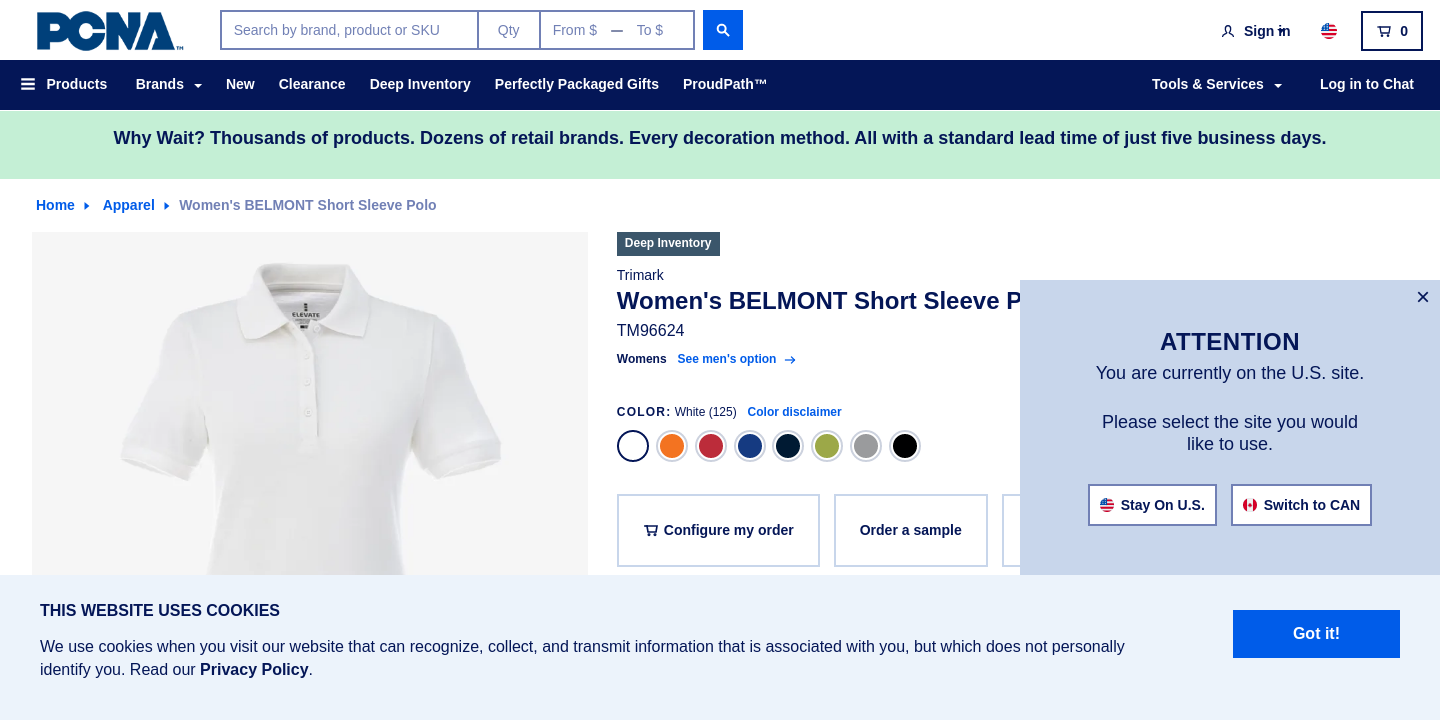 PCNA™
Search by brand, product or SKU
Qty
From $ — To $
Sign in
0
Products
Brands
New
Clearance
Deep Inventory
Perfectly Packaged Gifts
ProudPath™
Tools & Services
Log in to Chat
Why Wait? Thousands of products. Dozens of retail brands. Every decoration method. All with a standard lead time of just five business days.
Home
Apparel
Women's BELMONT Short Sleeve Polo
ELEVATE
Deep Inventory
Trimark
Women's BELMONT Short Sleeve P
TM96624
Womens See men's option
COLOR: White (125) Color disclaimer
Configure my order
Order a sample
ATTENTION
You are currently on the U.S. site.
Please select the site you would
like to use.
Stay On U.S.
Switch to CAN
THIS WEBSITE USES COOKIES
We use cookies when you visit our website that can recognize, collect, and transmit information that is associated with you, but which does not personally
identify you. Read our Privacy Policy.
Got it!